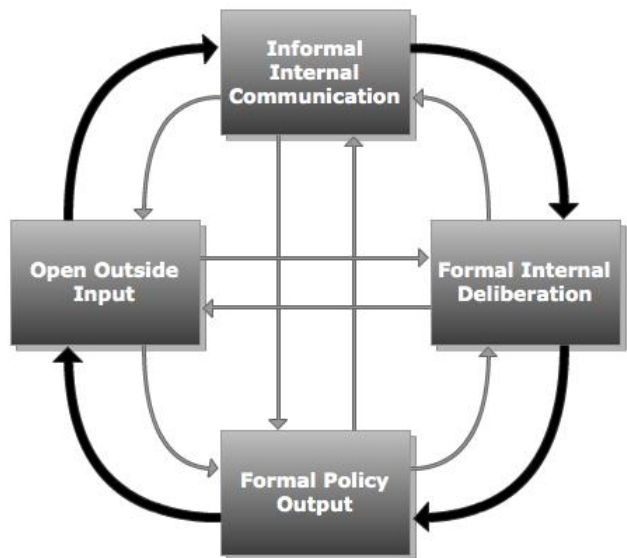 Informal
Internal
Communication
Open Outside
Input
Formal Internal
Deliberation
Formal Policy
Output